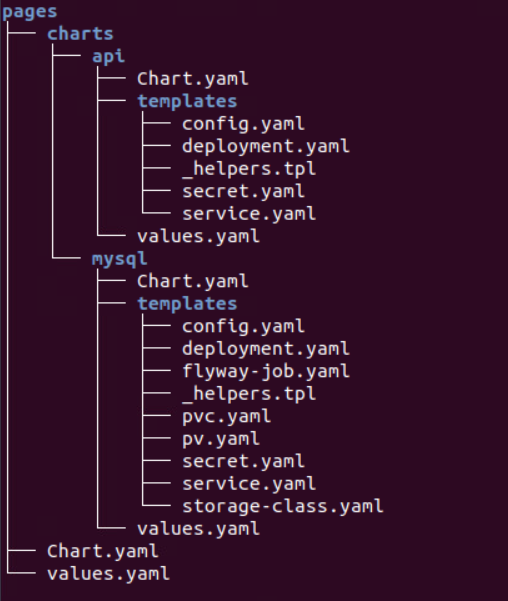 pages
charts
api
Chart.yaml
templates
config.yaml
deployment.yaml
_helpers.tpl
secret.yaml
service.yaml
values.yaml
mysql
Chart.yaml
templates
config.yaml
deployment.yaml
flyway-job.yaml
_helpers.tpl
pvc.yaml
pv.yaml
secret.yaml
service.yaml
storage-class.yaml
values.yaml
Chart.yaml
values.yaml